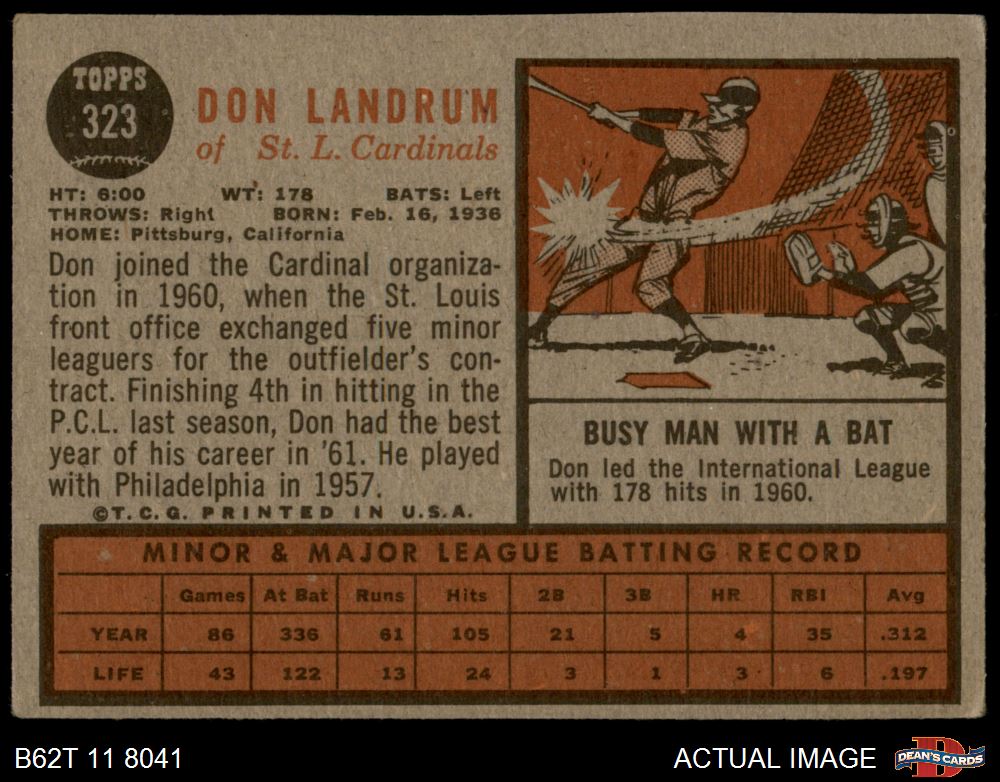 TOPPS
323
DON LANDRUM
of St. L. Cardinals
HT: 6:00 WT: 178 BATS: Left
THROWS: Right BORN: Feb. 16, 1936
HOME: Pittsburg, California
Don joined the Cardinal organiza-
tion in 1960, when the St. Louis
front office exchanged five minor
leaguers for the outfielder's con-
tract. Finishing 4th in hitting in the
P.C.L. last season, Don had the best
year of his career in '61. He played
with Philadelphia in 1957.
©T.C.G. PRINTED IN U.S.A.
BUSY MAN WITH A BAT
Don led the International League
with 178 hits in 1960.
MINOR & MAJOR LEAGUE BATTING RECORD
Games At Bat Runs Hits 2B 3B HR RBI Avg
YEAR 86 336 61 105 21 5 4 35 .312
LIFE 43 122 13 24 3 1 3 6 .197
B62T 11 8041 ACTUAL IMAGE
D
DEAN'S CARDS